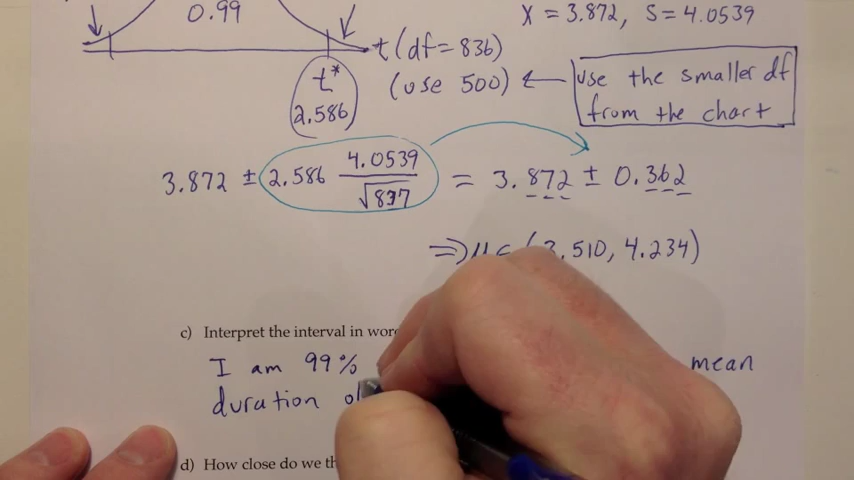 0.99
X = 3.872, S = 4.0539
t (df = 836)
t*
2.586
(use 500) ←
use the smaller df
from the chart
3.872 ± 2.586 4.0539/√837 = 3.872 ± 0.362
⇒ μ ∈ (3.510, 4.234)
c) Interpret the interval in
I am 99% mean
duration
d) How close do we